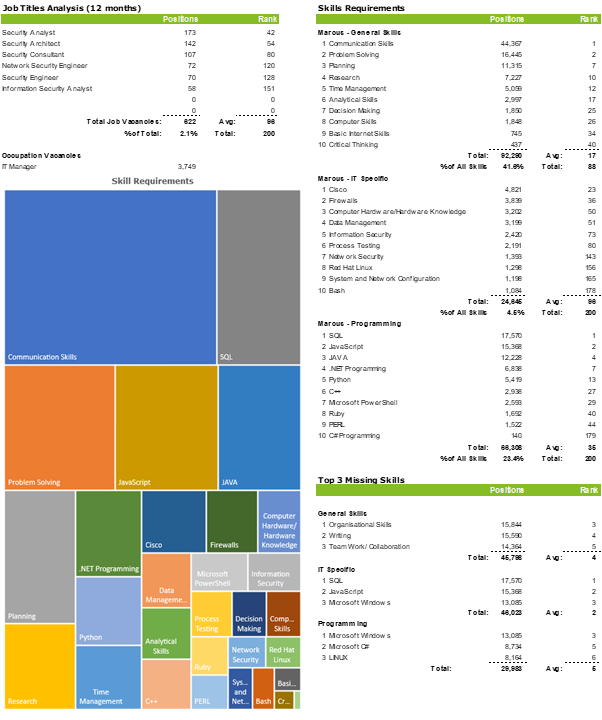 Job Titles Analysis (12 months)
Positions Rank
Security Analyst 173 42
Security Architect 142 54
Security Consultant 107 80
Network Security Engineer 72 120
Security Engineer 70 128
Information Security Analyst 58 151
0 0
0 0
Total Job Vacancies: 622 Avg: 96
% of Total: 2.1% Total: 200
Occupation Vacancies
IT Manager 3,749
Skill Requirements
Communication Skills
SQL
Problem Solving
JavaScript
JAVA
Planning
.NET Programming
Cisco
Firewalls
Computer Hardware/ Hardware Knowledge
Data Manageme...
Microsoft PowerShell
Information Security
Python
Analytical Skills
Process Testing
Decision Making
Comp... Skills
Ruby
Network Security
Red Hat Linux
Research
Time Management
C++
PERL
Sys... and Net...
Bash
Basi...
Cr...
Skills Requirements
Positions Rank
Marcus - General Skills
1 Communication Skills 44,367 1
2 Problem Solving 16,445 2
3 Planning 11,315 7
4 Research 7,227 10
5 Time Management 5,059 12
6 Analytical Skills 2,997 17
7 Decision Making 1,850 25
8 Computer Skills 1,848 26
9 Basic Internet Skills 745 34
10 Critical Thinking 437 40
Total: 92,290 Avg: 17
% of All Skills 41.6% Total: 88
Marcus - IT Specific
1 Cisco 4,821 23
2 Firewalls 3,839 36
3 Computer Hardware/Hardware Knowledge 3,202 50
4 Data Management 3,199 51
5 Information Security 2,420 73
6 Process Testing 2,191 80
7 Network Security 1,393 143
8 Red Hat Linux 1,298 156
9 System and Network Configuration 1,198 165
10 Bash 1,084 178
Total: 24,645 Avg: 96
% of All Skills 4.5% Total: 200
Marcus - Programming
1 SQL 17,570 1
2 JavaScript 15,368 2
3 JAVA 12,228 4
4 .NET Programming 6,838 7
5 Python 5,419 13
6 C++ 2,938 27
7 Microsoft PowerShell 2,593 29
8 Ruby 1,692 40
9 PERL 1,522 44
10 C# Programming 140 179
Total: 66,308 Avg: 35
% of All Skills 23.4% Total: 200
Top 3 Missing Skills
Positions Rank
General Skills
1 Organisational Skills 15,844 3
2 Writing 15,590 4
3 Team Work/ Collaboration 14,364 5
Total: 45,798 Avg: 4
IT Specific
1 SQL 17,570 1
2 JavaScript 15,368 2
3 Microsoft Windows 13,085 3
Total: 46,023 Avg: 2
Programming
1 Microsoft Windows 13,085 3
2 Microsoft C# 8,734 5
3 LINUX 8,164 6
Total: 29,983 Avg: 5